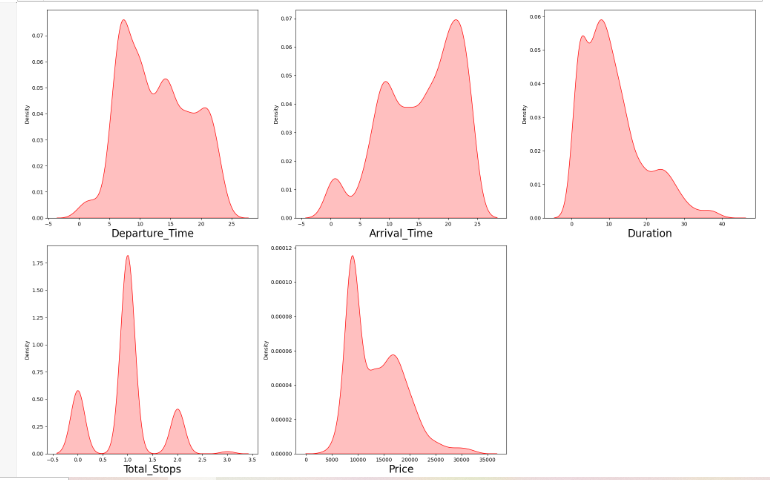 Density
0.07
0.06
0.05
0.04
0.03
0.02
0.01
0.00
−5 0 5 10 15 20 25
Departure_Time
Density
0.07
0.06
0.05
0.04
0.03
0.02
0.01
0.00
−5 0 5 10 15 20 25
Arrival_Time
Density
0.06
0.05
0.04
0.03
0.02
0.01
0.00
0 10 20 30 40
Duration
Density
1.75
1.50
1.25
1.00
0.75
0.50
0.25
0.00
−0.5 0.0 0.5 1.0 1.5 2.0 2.5 3.0 3.5
Total_Stops
Density
0.00012
0.00010
0.00008
0.00006
0.00004
0.00002
0.00000
0 5000 10000 15000 20000 25000 30000 35000
Price